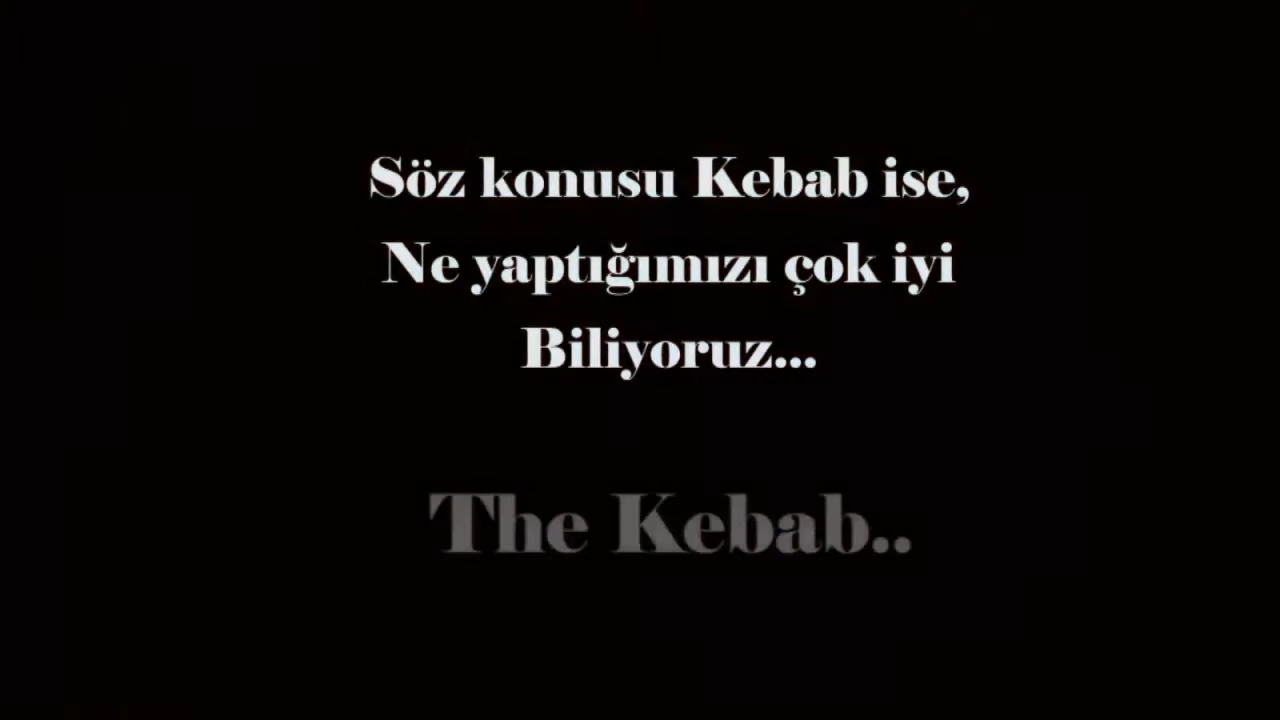 Söz konusu Kebab ise,
Ne yaptığımızı çok iyi
Biliyoruz...
The Kebab..